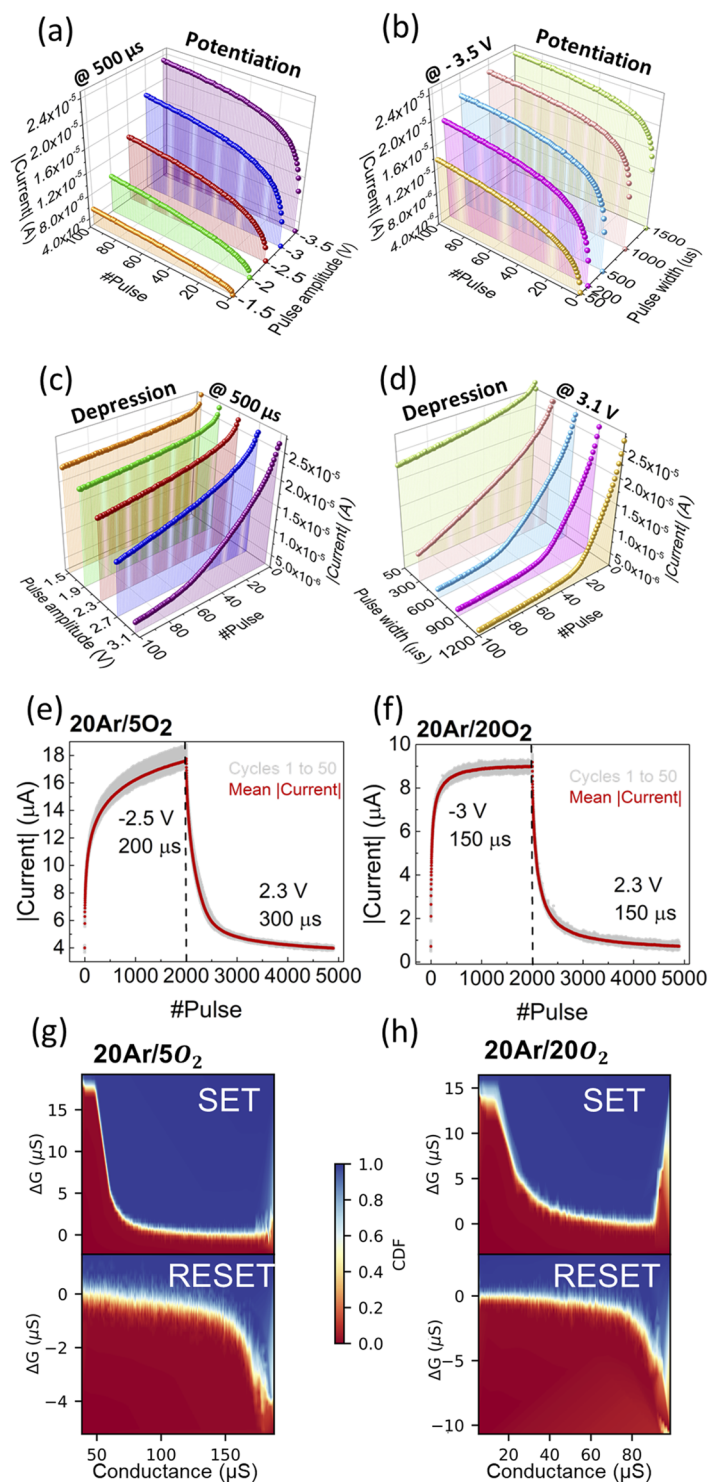 (a)
@ 500 µs
Potentiation
|Current| (A)
2.4x10⁻⁵
2.0x10⁻⁵
1.6x10⁻⁵
1.2x10⁻⁵
8.0x10⁻⁶
4.0x10⁻⁶
100
80
60
40
20
0
#Pulse
-3.5
-3
-2.5
-2
-1.5
Pulse amplitude (V)
(b)
@ - 3.5 V
Potentiation
|Current| (A)
2.4x10⁻⁵
2.0x10⁻⁵
1.6x10⁻⁵
1.2x10⁻⁵
8.0x10⁻⁶
4.0x10⁻⁶
100
80
60
40
20
0
#Pulse
1500
1000
500
200
50
Pulse width (us)
(c)
Depression
@ 500 µs
2.5x10⁻⁵
2.0x10⁻⁵
1.5x10⁻⁵
1.0x10⁻⁵
5.0x10⁻⁶
|Current| (A)
1.5
1.9
2.3
2.7
3.1
Pulse amplitude (V)
0
20
40
60
80
100
#Pulse
(d)
Depression
@ 3.1 V
2.5x10⁻⁵
2.0x10⁻⁵
1.5x10⁻⁵
1.0x10⁻⁵
5.0x10⁻⁶
|Current| (A)
50
300
600
900
1200
Pulse width (µs)
0
20
40
60
80
100
#Pulse
(e)
20Ar/5O₂
18
16
14
12
10
8
6
4
|Current| (µA)
Cycles 1 to 50
Mean |Current|
-2.5 V
200 µs
2.3 V
300 µs
0 1000 2000 3000 4000 5000
#Pulse
(f)
20Ar/20O₂
10
8
6
4
2
0
|Current| (µA)
Cycles 1 to 50
Mean |Current|
-3 V
150 µs
2.3 V
150 µs
0 1000 2000 3000 4000 5000
#Pulse
(g)
20Ar/5O₂
SET
15
10
5
0
ΔG (µS)
RESET
0
−2
−4
ΔG (µS)
50 100 150
Conductance (µS)
1.0
0.8
0.6
0.4
0.2
0.0
CDF
(h)
20Ar/20O₂
SET
15
10
5
0
ΔG (µS)
RESET
0
−5
−10
ΔG (µS)
20 40 60 80
Conductance (µS)